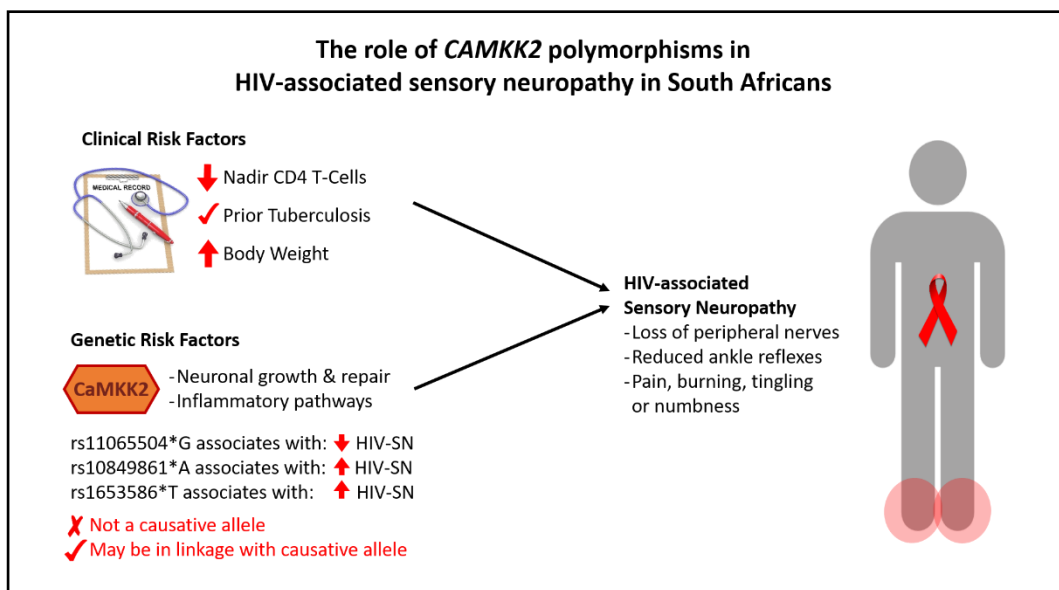 The role of CAMKK2 polymorphisms in
HIV-associated sensory neuropathy in South Africans
Clinical Risk Factors
MEDICAL RECORD
Nadir CD4 T-Cells
Prior Tuberculosis
Body Weight
Genetic Risk Factors
CaMKK2
-Neuronal growth & repair
-Inflammatory pathways
rs11065504*G associates with: HIV-SN
rs10849861*A associates with: HIV-SN
rs1653586*T associates with: HIV-SN
Not a causative allele
May be in linkage with causative allele
HIV-associated
Sensory Neuropathy
-Loss of peripheral nerves
-Reduced ankle reflexes
-Pain, burning, tingling
or numbness